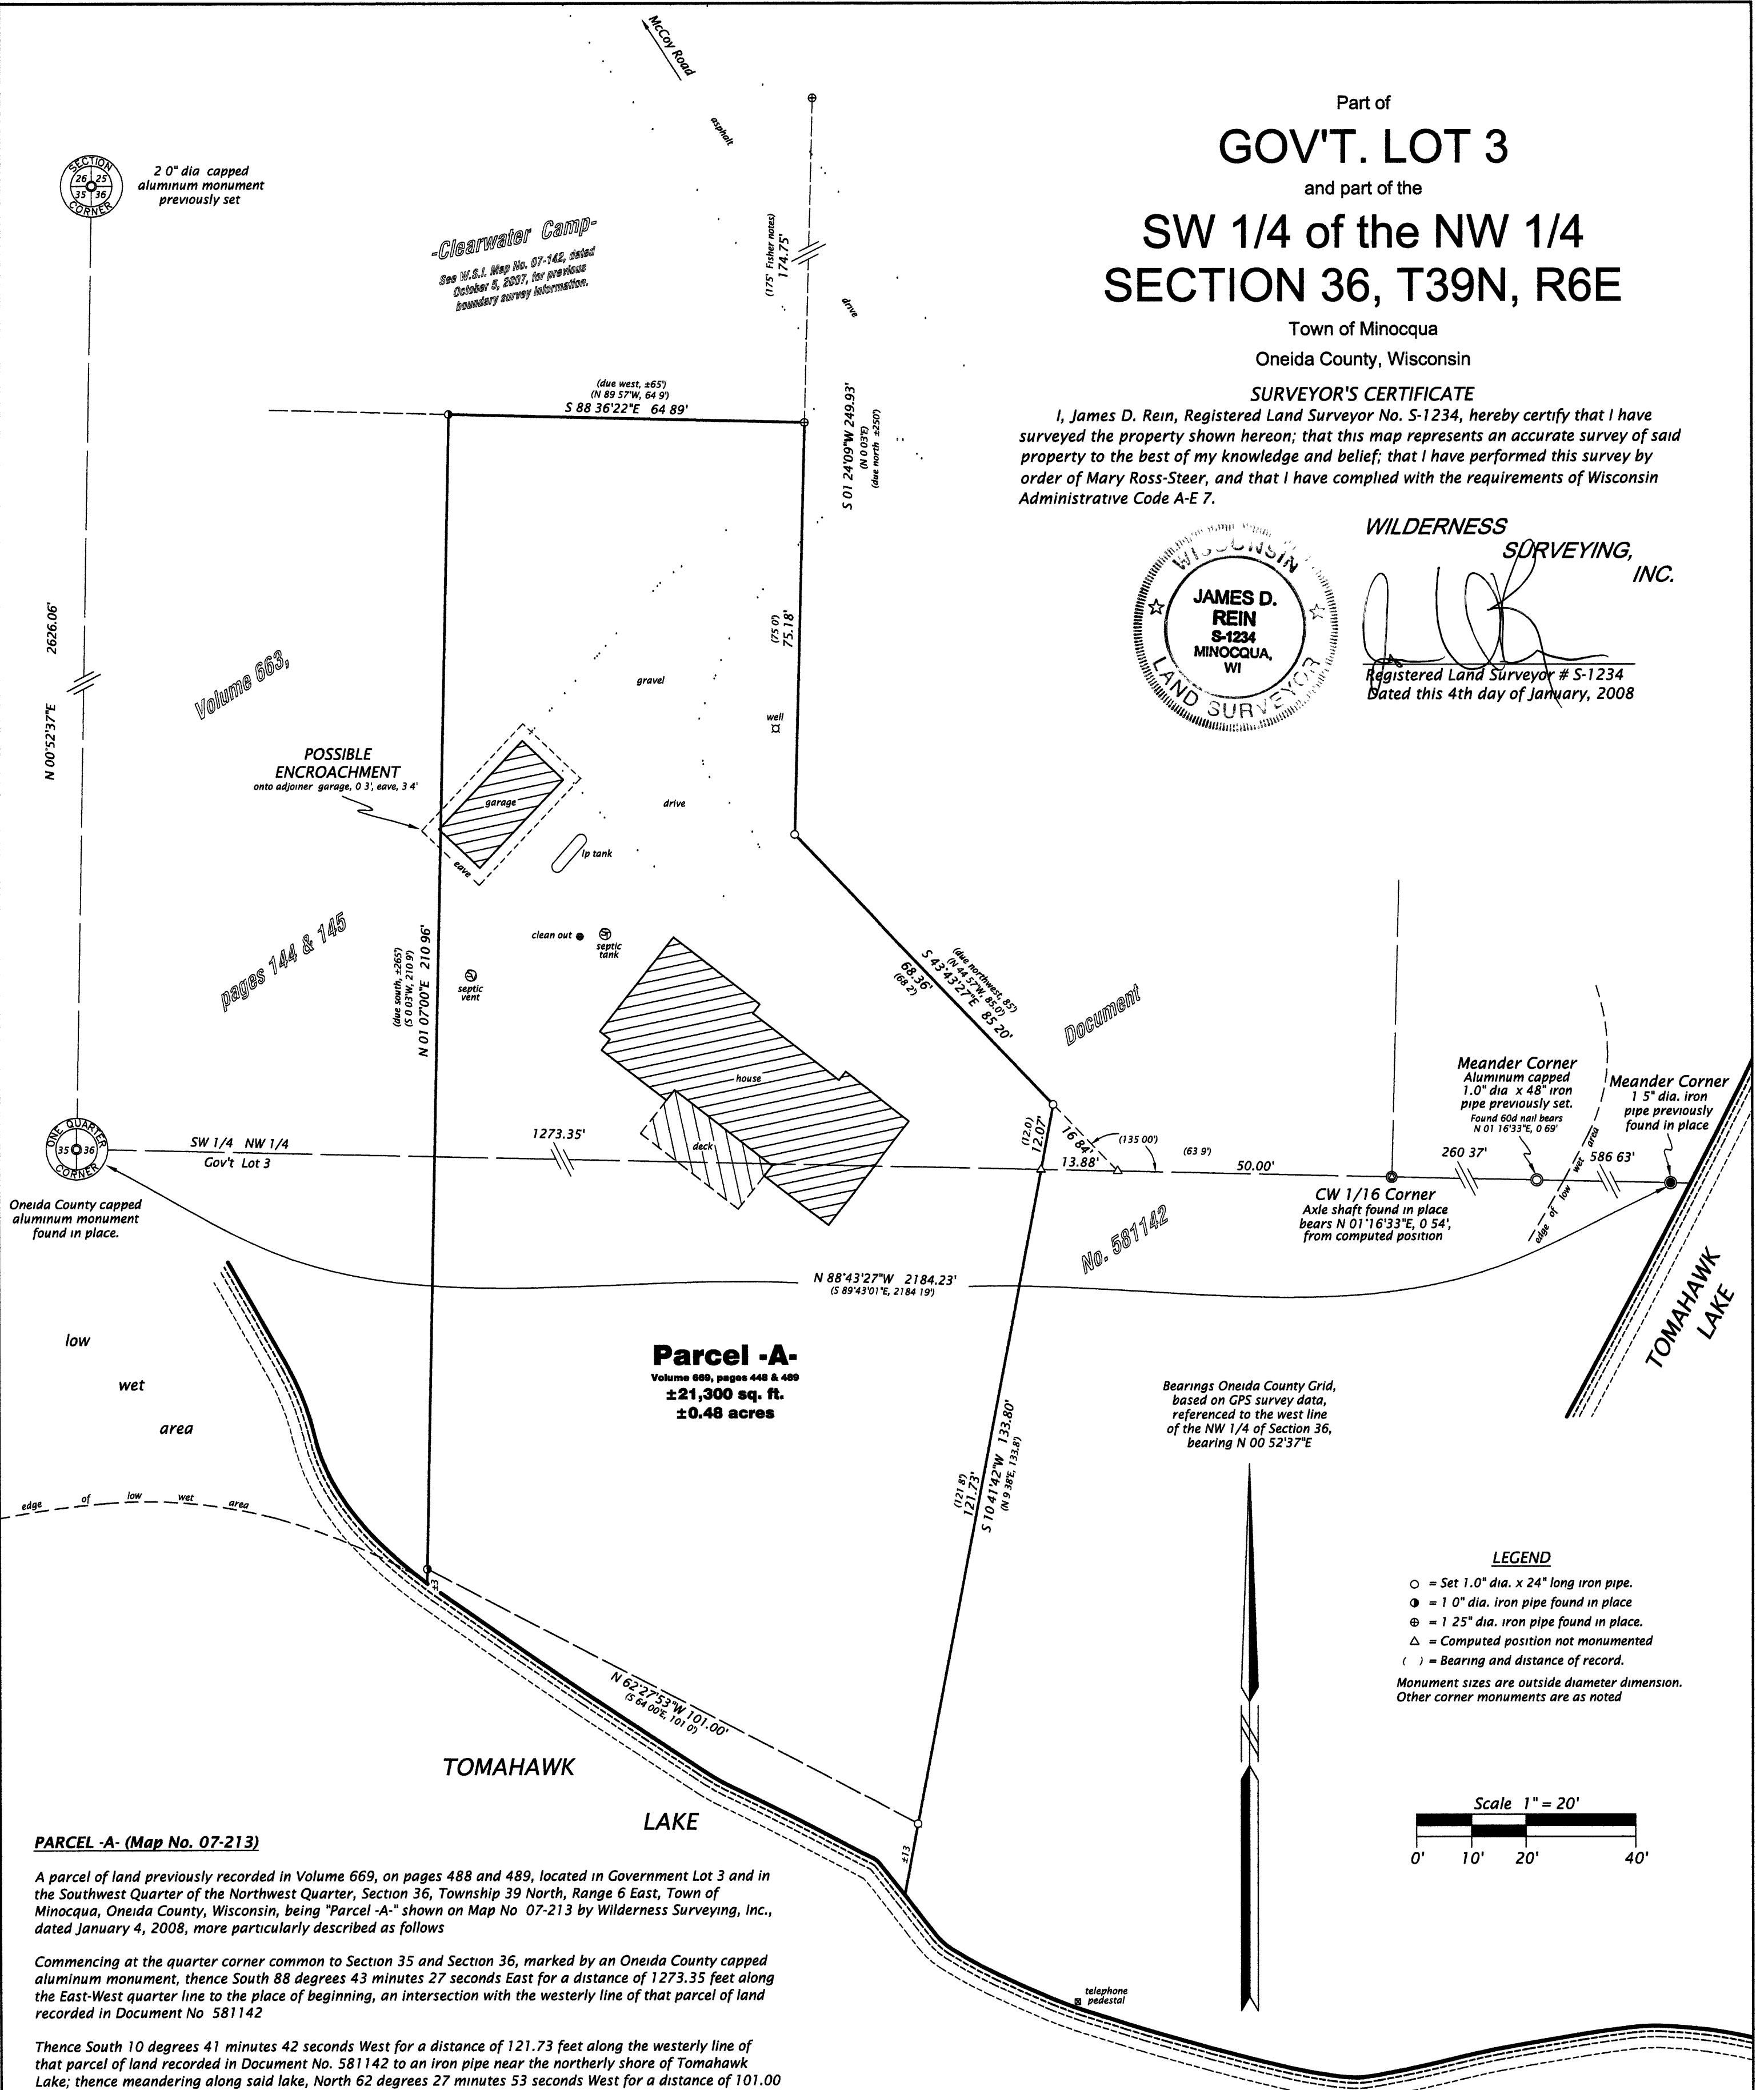 McCoy Road
asphalt
SECTION
26 25
35 36
CORNER
2 0" dia capped
aluminum monument
previously set
-Clearwater Camp-
See W.S.I. Map No. 07-142, dated
October 5, 2007, for previous
boundary survey information.
(175' Fisher notes)
174.75'
drive
Part of
GOV'T. LOT 3
and part of the
SW 1/4 of the NW 1/4
SECTION 36, T39N, R6E
Town of Minocqua
Oneida County, Wisconsin
SURVEYOR'S CERTIFICATE
I, James D. Rein, Registered Land Surveyor No. S-1234, hereby certify that I have
surveyed the property shown hereon; that this map represents an accurate survey of said
property to the best of my knowledge and belief; that I have performed this survey by
order of Mary Ross-Steer, and that I have complied with the requirements of Wisconsin
Administrative Code A-E 7.
WILDERNESS
SURVEYING,
INC.
WISCONSIN
JAMES D.
REIN
S-1234
MINOCQUA,
WI
LAND SURVEYOR
Registered Land Surveyor # S-1234
Dated this 4th day of January, 2008
(due west, ±65')
(N 89 57'W, 64 9')
S 88 36'22"E 64 89'
S 01 24'09"W 249.93'
(N 0 03'E)
(due north ±250')
N 00°52'37"E 2626.06'
Volume 663,
pages 144 & 145
(75 0')
75.18'
gravel
well
POSSIBLE
ENCROACHMENT
onto adjoiner garage, 0 3', eave, 3 4'
garage
drive
eave
lp tank
clean out
septic
tank
septic
vent
(due south, ±265')
(S 0 03'W, 210 9')
N 01 07'00"E 210 96'
(due northwest, 85')
(N 44 57'W, 85.0')
S 43°43'27"E 85 20'
68.36'
(68 2')
Document
No. 581142
house
deck
ONE QUARTER
35 36
CORNER
SW 1/4 NW 1/4
Gov't Lot 3
1273.35'
(12.0)
12.07'
16 84'
13.88'
(135 00')
(63 9')
50.00'
260 37'
586 63'
Meander Corner
Aluminum capped
1.0" dia x 48" iron
pipe previously set.
Found 60d nail bears
N 01 16'33"E, 0 69'
Meander Corner
1 5" dia. iron
pipe previously
found in place
edge of low wet area
CW 1/16 Corner
Axle shaft found in place
bears N 01°16'33"E, 0 54',
from computed position
Oneida County capped
aluminum monument
found in place.
N 88°43'27"W 2184.23'
(S 89°43'01"E, 2184 19')
TOMAHAWK
LAKE
low
wet
area
edge of low wet area
Parcel -A-
Volume 669, pages 448 & 489
±21,300 sq. ft.
±0.48 acres
Bearings Oneida County Grid,
based on GPS survey data,
referenced to the west line
of the NW 1/4 of Section 36,
bearing N 00 52'37"E
(121 8')
121.73'
S 10 41'42"W 133.80'
(N 9 38'E, 133.8')
±3
N 62°27'53"W 101.00'
(S 64 00'E, 101 0')
±13
TOMAHAWK
LAKE
LEGEND
○ = Set 1.0" dia. x 24" long iron pipe.
◑ = 1 0" dia. iron pipe found in place
⊕ = 1 25" dia. iron pipe found in place.
△ = Computed position not monumented
( ) = Bearing and distance of record.
Monument sizes are outside diameter dimension.
Other corner monuments are as noted
Scale 1" = 20'
0' 10' 20' 40'
telephone
pedestal
PARCEL -A- (Map No. 07-213)
A parcel of land previously recorded in Volume 669, on pages 488 and 489, located in Government Lot 3 and in
the Southwest Quarter of the Northwest Quarter, Section 36, Township 39 North, Range 6 East, Town of
Minocqua, Oneida County, Wisconsin, being "Parcel -A-" shown on Map No 07-213 by Wilderness Surveying, Inc.,
dated January 4, 2008, more particularly described as follows
Commencing at the quarter corner common to Section 35 and Section 36, marked by an Oneida County capped
aluminum monument, thence South 88 degrees 43 minutes 27 seconds East for a distance of 1273.35 feet along
the East-West quarter line to the place of beginning, an intersection with the westerly line of that parcel of land
recorded in Document No 581142
Thence South 10 degrees 41 minutes 42 seconds West for a distance of 121.73 feet along the westerly line of
that parcel of land recorded in Document No. 581142 to an iron pipe near the northerly shore of Tomahawk
Lake; thence meandering along said lake, North 62 degrees 27 minutes 53 seconds West for a distance of 101.00